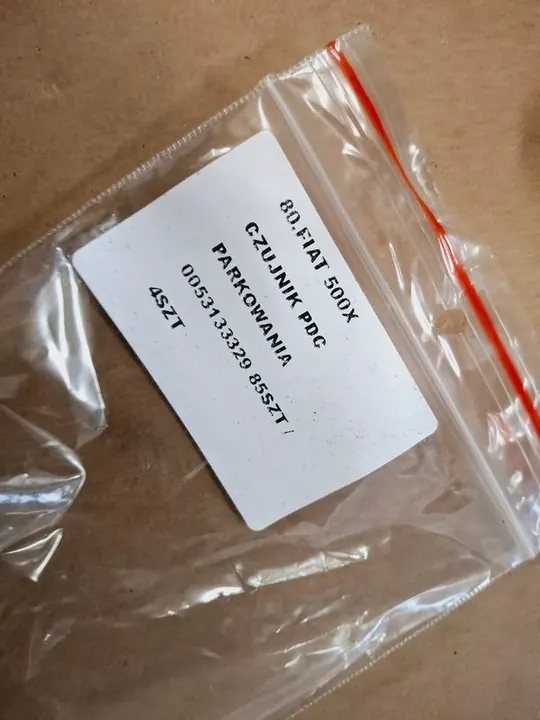 80.FIAT 500X
CZUJNIK PDC
PARKOWANIA
0053133329 85SZT /
4SZT